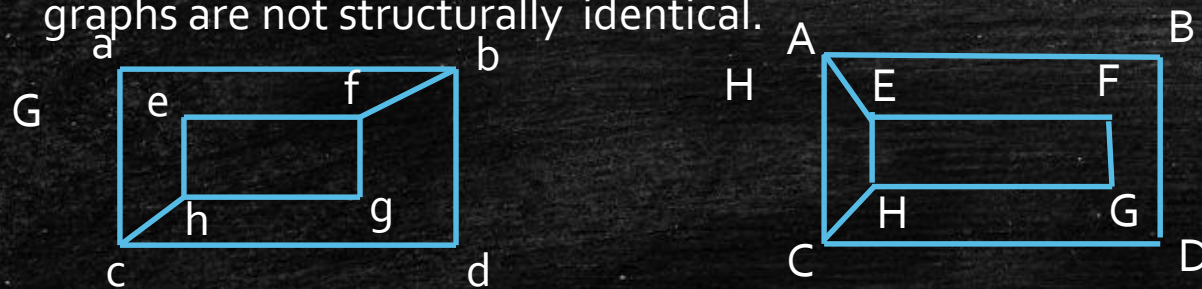 graphs are not structurally identical.
a b A B
G e f H E F
h g H G
c d C D